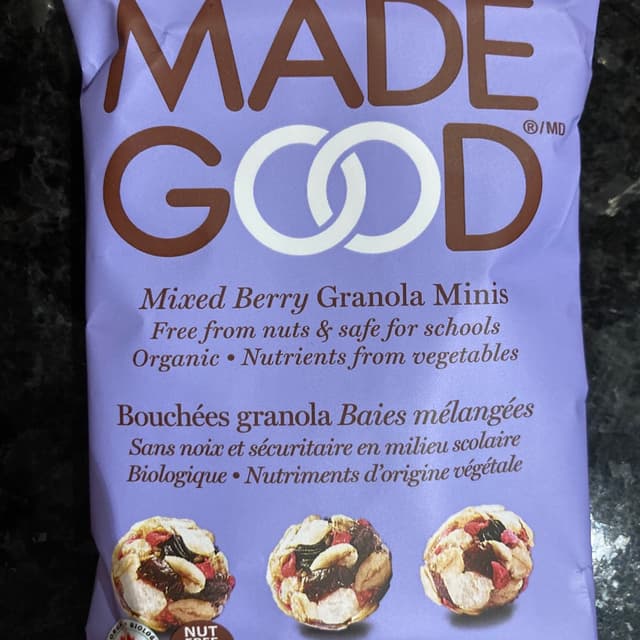 MADE
GOOD®/MD
Mixed Berry Granola Minis
Free from nuts & safe for schools
Organic • Nutrients from vegetables
Bouchées granola Baies mélangées
Sans noix et sécuritaire en milieu scolaire
Biologique • Nutriments d'origine végétale
NUT
FREE